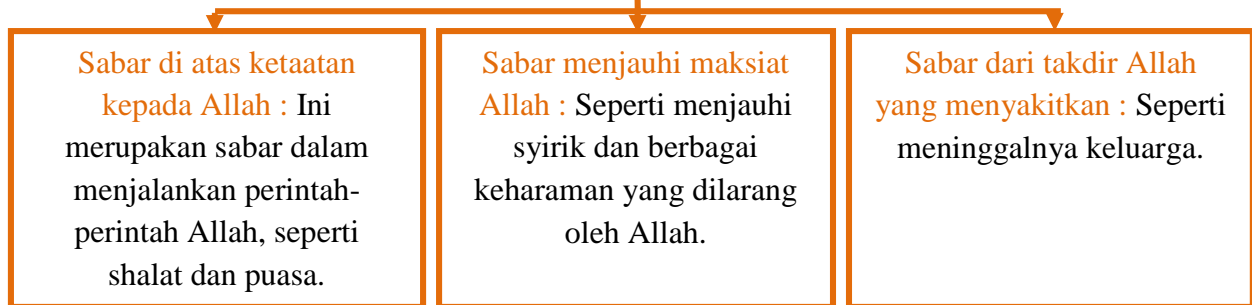 Sabar di atas ketaatan
kepada Allah : Ini
merupakan sabar dalam
menjalankan perintah-
perintah Allah, seperti
shalat dan puasa.
Sabar menjauhi maksiat
Allah : Seperti menjauhi
syirik dan berbagai
keharaman yang dilarang
oleh Allah.
Sabar dari takdir Allah
yang menyakitkan : Seperti
meninggalnya keluarga.